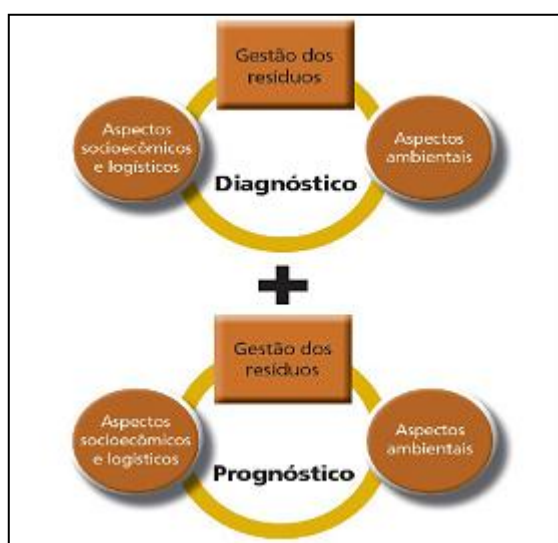 Gestão dos
resíduos
Aspectos
socioecômicos
e logísticos
Aspectos
ambientais
Diagnóstico
+
Gestão dos
resíduos
Aspectos
socioecômicos
e logísticos
Aspectos
ambientais
Prognóstico